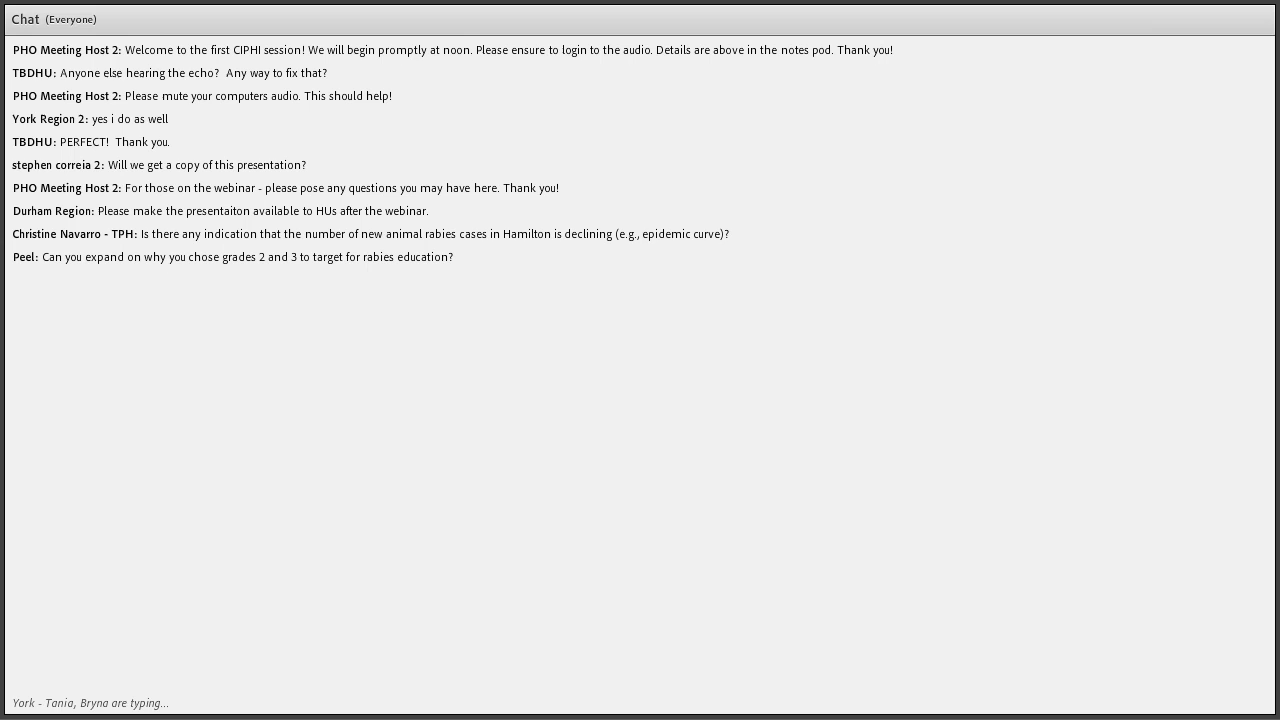 Chat (Everyone)
PHO Meeting Host 2: Welcome to the first CIPHI session! We will begin promptly at noon. Please ensure to login to the audio. Details are above in the notes pod. Thank you!
TBDHU: Anyone else hearing the echo?  Any way to fix that?
PHO Meeting Host 2: Please mute your computers audio. This should help!
York Region 2: yes i do as well
TBDHU: PERFECT!  Thank you.
stephen correia 2: Will we get a copy of this presentation?
PHO Meeting Host 2: For those on the webinar - please pose any questions you may have here. Thank you!
Durham Region: Please make the presentaiton available to HUs after the webinar.
Christine Navarro - TPH: Is there any indication that the number of new animal rabies cases in Hamilton is declining (e.g., epidemic curve)?
Peel: Can you expand on why you chose grades 2 and 3 to target for rabies education?
York - Tania, Bryna are typing...